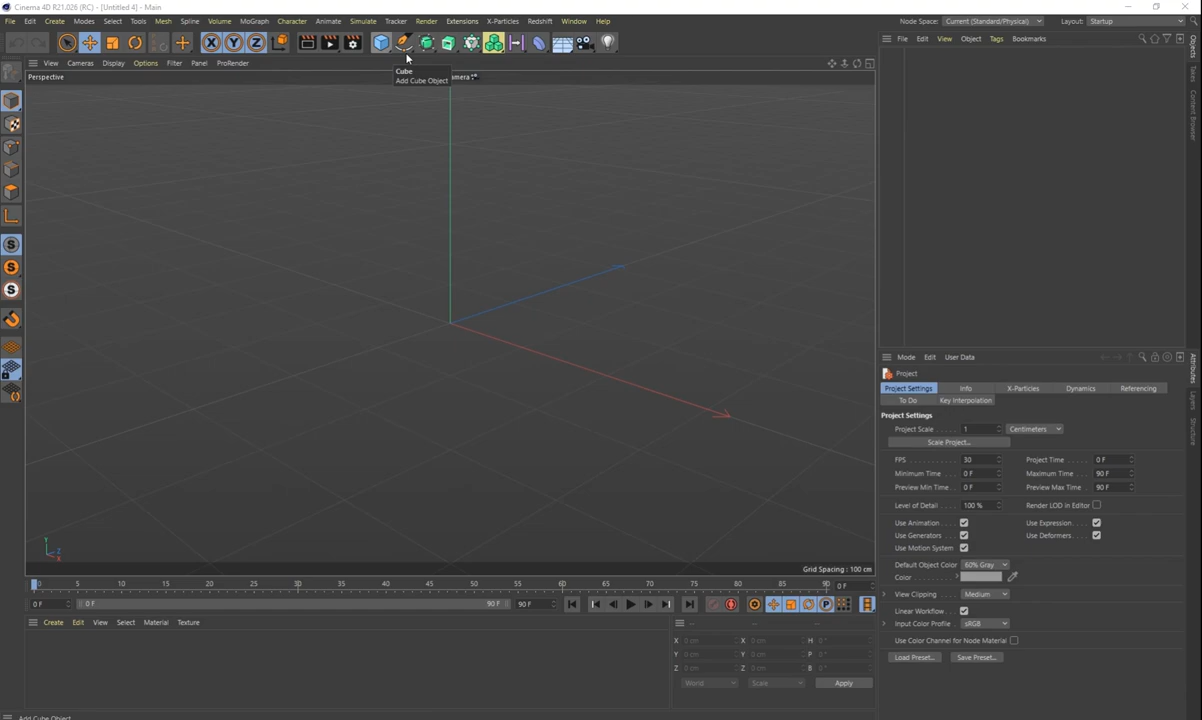 Cinema 4D R21.026 (RC) - [Untitled 4] - Main
File Edit Create Modes Select Tools Mesh Spline Volume MoGraph Character Animate Simulate Tracker Render Extensions X-Particles Redshift Window Help Node Space: Current (Standard/Physical) Layout: Startup
X Y Z
File Edit View Object Tags Bookmarks
View Cameras Display Options Filter Panel ProRender
Cube
Add Cube Object
Perspective
Objects
Takes
Content Browser
Y
Z
X
Grid Spacing : 100 cm
Mode Edit User Data
Project
Project Settings Info X-Particles Dynamics Referencing
To Do Key Interpolation
Project Settings
Project Scale . . . . . 1 Centimeters
Scale Project...
FPS 30 Project Time 0 F
Minimum Time 0 F Maximum Time 90 F
Preview Min Time 0 F Preview Max Time 90 F
Level of Detail 100 % Render LOD in Editor
Use Animation Use Expression
Use Generators Use Deformers
Use Motion System
Default Object Color 60% Gray
Color
View Clipping Medium
Linear Workflow
Input Color Profile sRGB
Use Color Channel for Node Material
Load Preset... Save Preset...
Attributes
Layers
Structure
0 5 10 15 20 25 30 35 40 45 50 55 60 65 70 75 80 85 90 0 F
0 F 0 F 90 F 90 F
Create Edit View Select Material Texture
-- -- --
X 0 cm X 0 cm H 0°
Y 0 cm Y 0 cm P 0°
Z 0 cm Z 0 cm B 0°
World Scale Apply
Add Cube Object